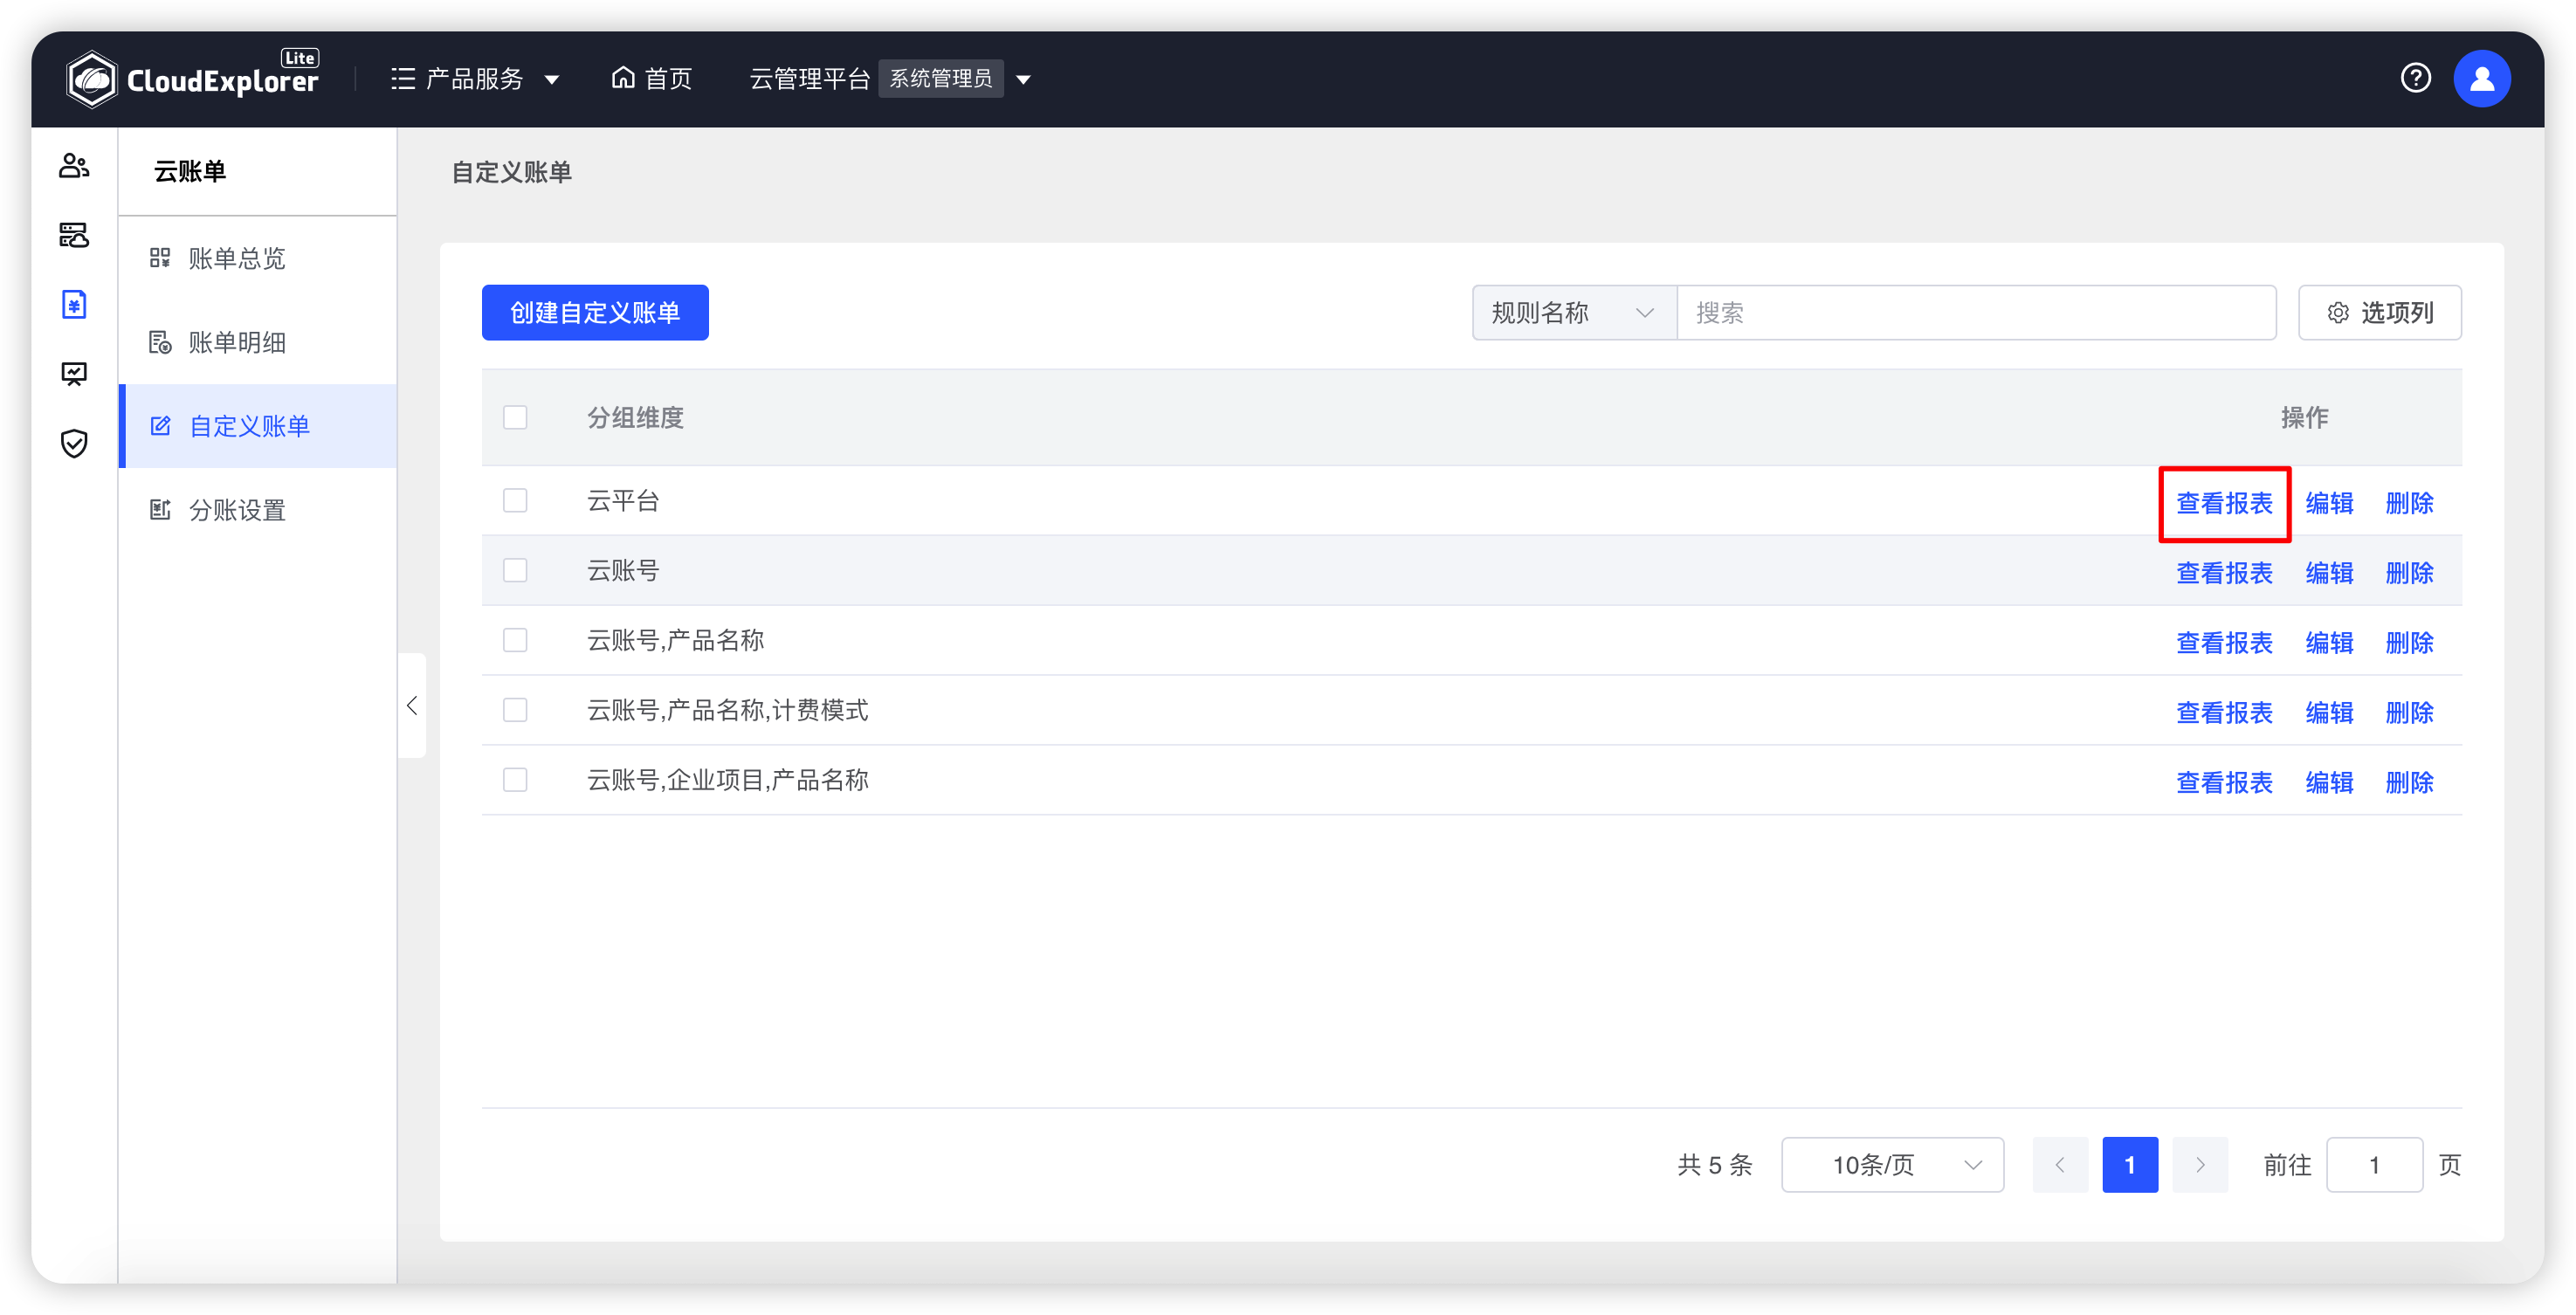 CloudExplorer Lite 产品服务 首页 云管理平台 系统管理员
云账单
账单总览
账单明细
自定义账单
分账设置
自定义账单
创建自定义账单 规则名称 搜索 选项列
分组维度 操作
云平台 查看报表 编辑 删除
云账号 查看报表 编辑 删除
云账号,产品名称 查看报表 编辑 删除
云账号,产品名称,计费模式 查看报表 编辑 删除
云账号,企业项目,产品名称 查看报表 编辑 删除
共 5 条 10条/页 1 前往 1 页